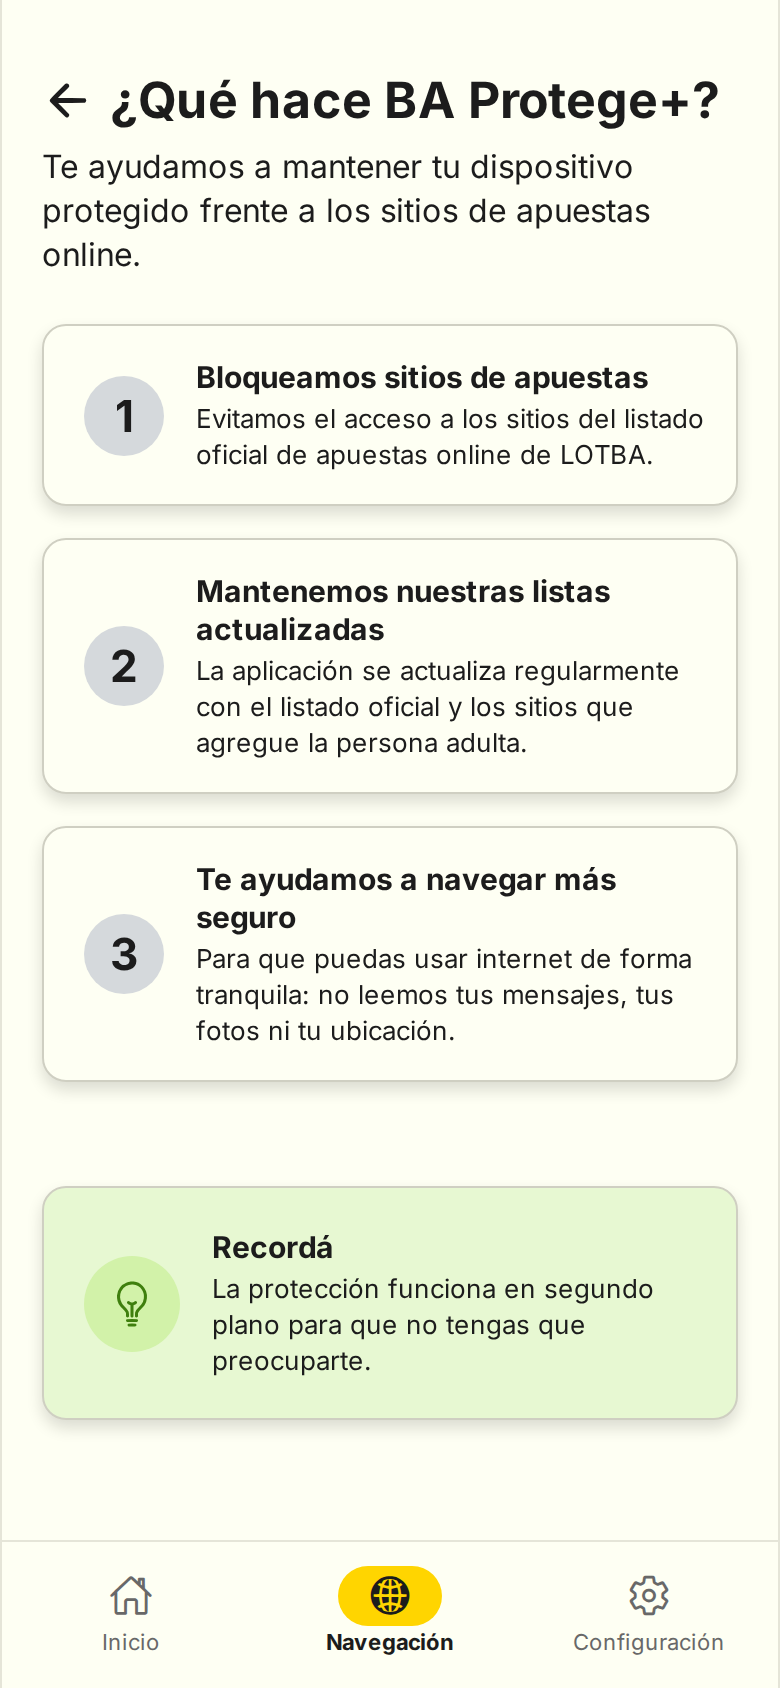 ¿Qué hace BA Protege+?
Te ayudamos a mantener tu dispositivo
protegido frente a los sitios de apuestas
online.
1
Bloqueamos sitios de apuestas
Evitamos el acceso a los sitios del listado
oficial de apuestas online de LOTBA.
2
Mantenemos nuestras listas
actualizadas
La aplicación se actualiza regularmente
con el listado oficial y los sitios que
agregue la persona adulta.
3
Te ayudamos a navegar más
seguro
Para que puedas usar internet de forma
tranquila: no leemos tus mensajes, tus
fotos ni tu ubicación.
Recordá
La protección funciona en segundo
plano para que no tengas que
preocuparte.
Inicio
Navegación
Configuración